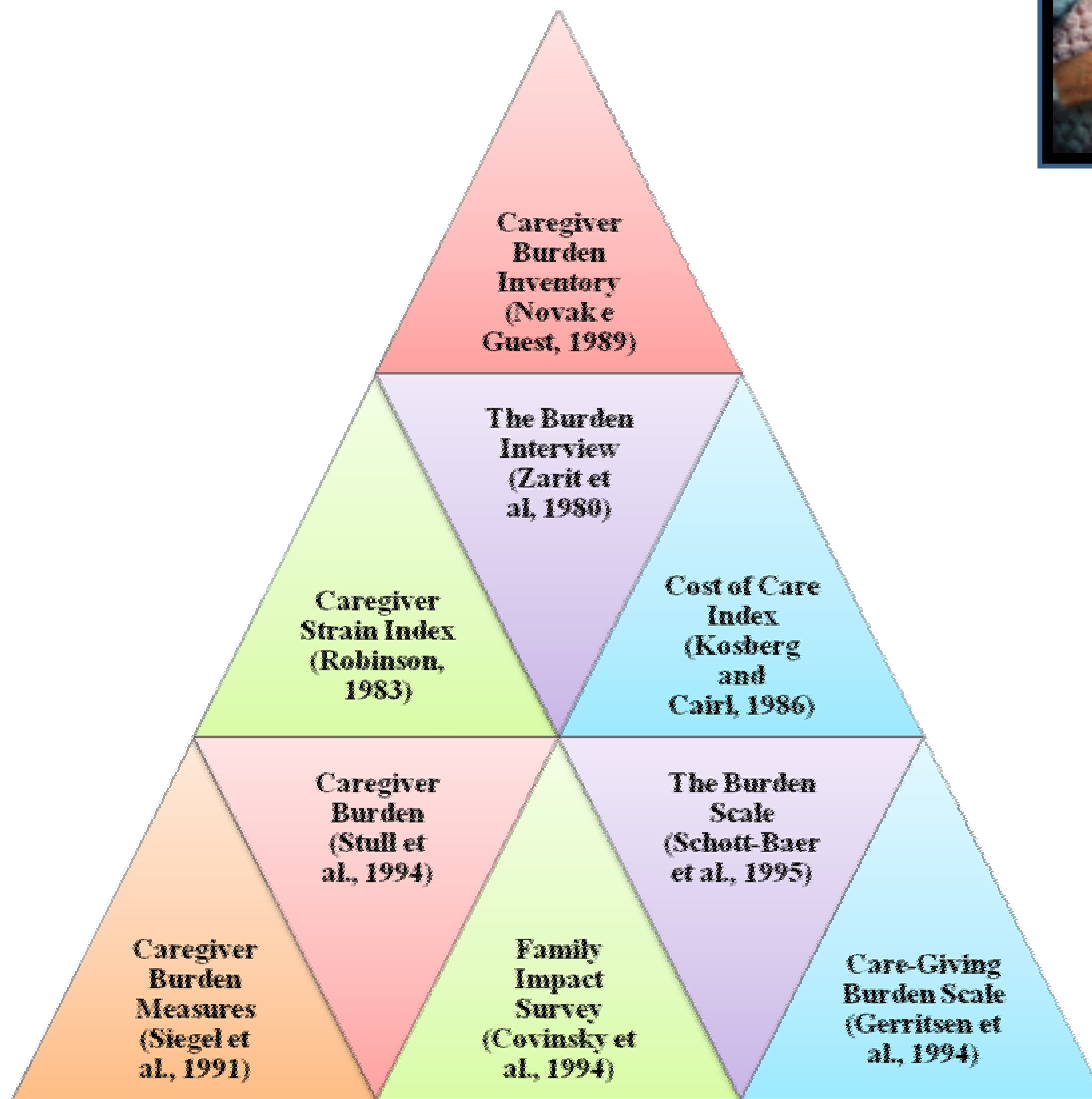 Caregiver
Burden
Inventory
(Novak e
Guest, 1989)
The Burden
Interview
(Zarit et
al, 1980)
Caregiver
Strain Index
(Robinson,
1983)
Cost of Care
Index
(Kosberg
and
Cairl, 1986)
Caregiver
Burden
Measures
(Siegel et
al., 1991)
Caregiver
Burden
(Stull et
al., 1994)
Family
Impact
Survey
(Covinsky et
al., 1994)
The Burden
Scale
(Schott-Baer
et al., 1995)
Care-Giving
Burden Scale
(Gerritsen et
al., 1994)